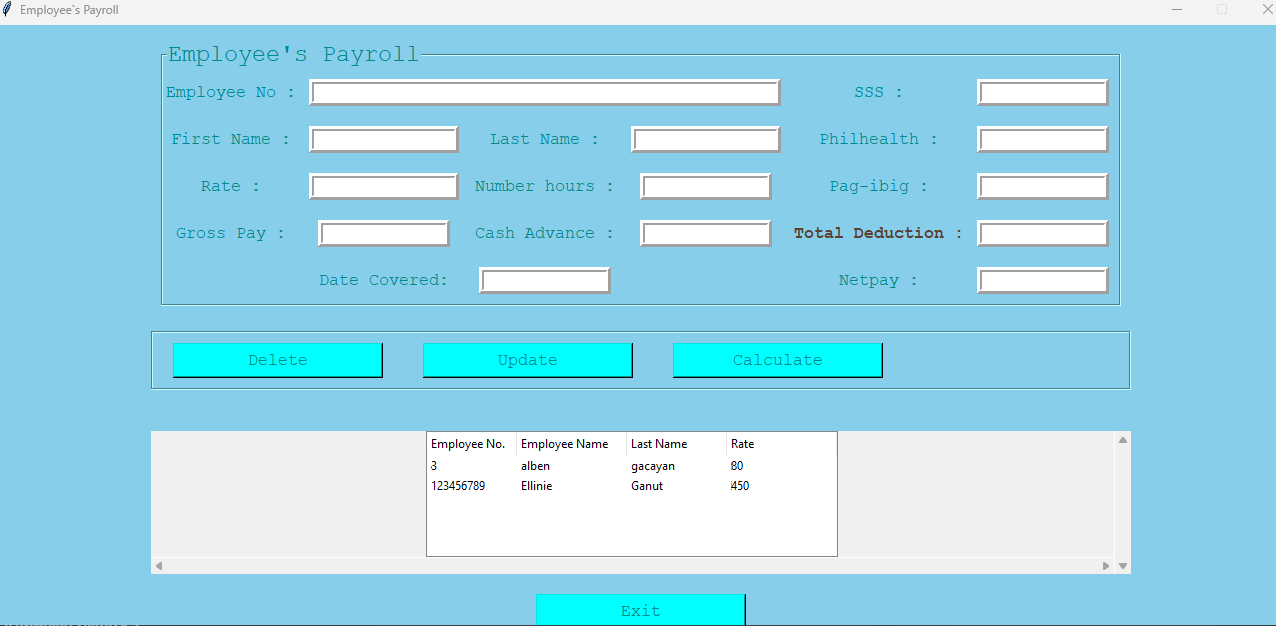 Employee`s Payroll
Employee's Payroll
Employee No : SSS :
First Name : Last Name : Philhealth :
Rate : Number hours : Pag-ibig :
Gross Pay : Cash Advance : Total Deduction :
Date Covered: Netpay :
Delete Update Calculate
Employee No. Employee Name Last Name Rate
3 alben gacayan 80
123456789 Ellinie Ganut 450
Exit